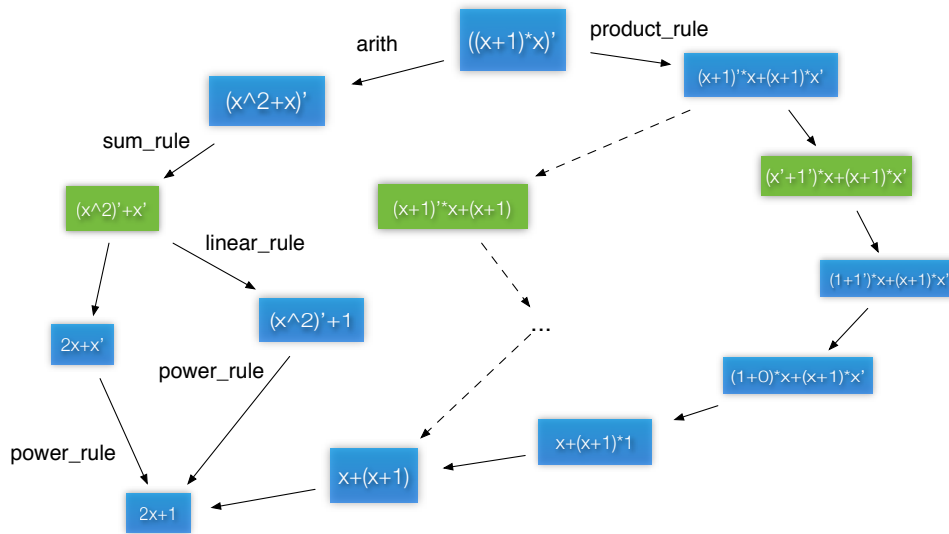 ((x+1)*x)'
arith
product_rule
(x+1)'*x+(x+1)*x'
(x^2+x)'
sum_rule
(x'+1')*x+(x+1)*x'
(x^2)'+x'
(x+1)'*x+(x+1)
linear_rule
(1+1')*x+(x+1)*x'
(x^2)'+1
...
2x+x'
power_rule
(1+0)*x+(x+1)*x'
x+(x+1)*1
power_rule
x+(x+1)
2x+1